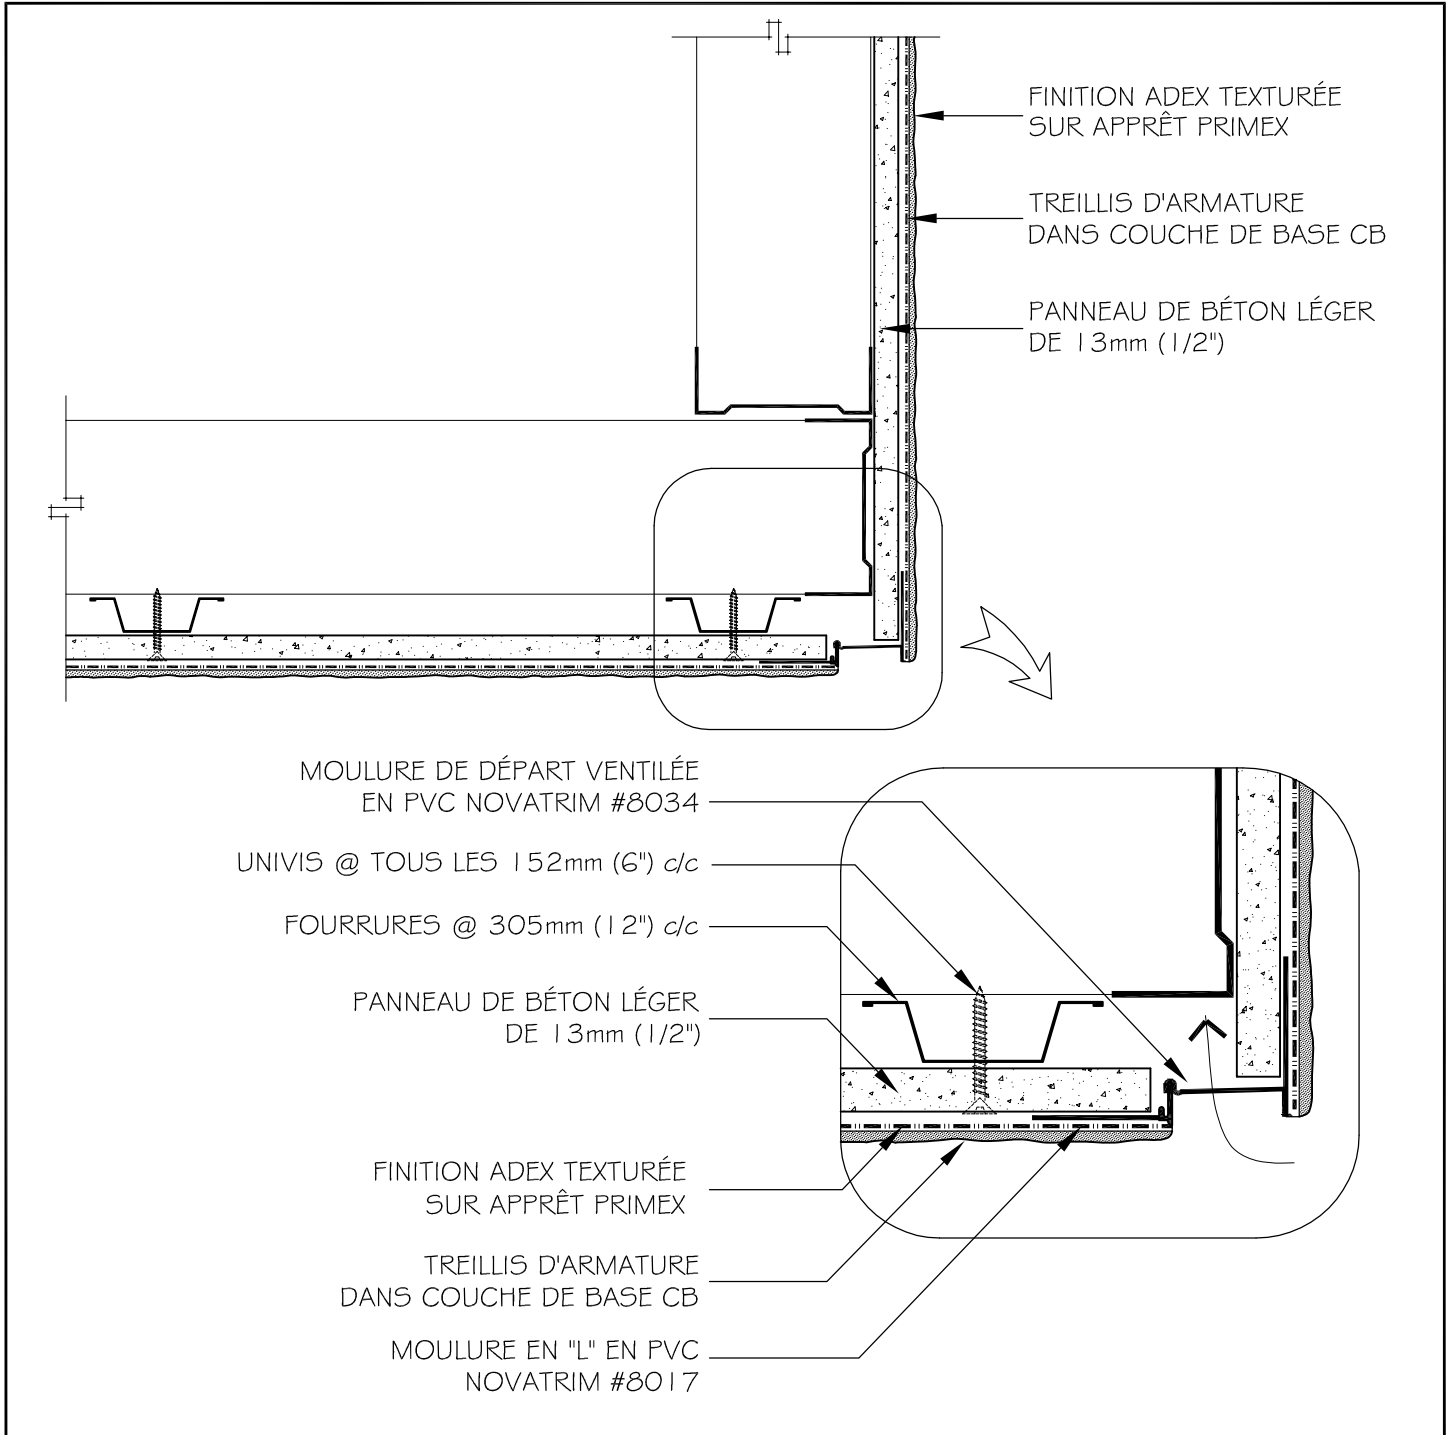 FINITION ADEX TEXTURÉE
SUR APPRÊT PRIMEX
TREILLIS D'ARMATURE
DANS COUCHE DE BASE CB
PANNEAU DE BÉTON LÉGER
DE 13mm (1/2")
MOULURE DE DÉPART VENTILÉE
EN PVC NOVATRIM #8034
UNIVIS @ TOUS LES 152mm (6") c/c
FOURRURES @ 305mm (12") c/c
PANNEAU DE BÉTON LÉGER
DE 13mm (1/2")
FINITION ADEX TEXTURÉE
SUR APPRÊT PRIMEX
TREILLIS D'ARMATURE
DANS COUCHE DE BASE CB
MOULURE EN "L" EN PVC
NOVATRIM #8017